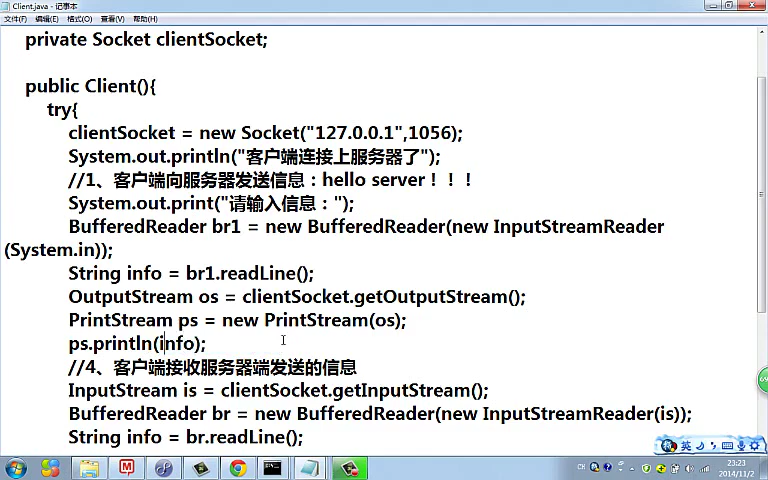 Client.java - 记事本
文件(F) 编辑(E) 格式(O) 查看(V) 帮助(H)
private Socket clientSocket;
public Client(){
try{
clientSocket = new Socket("127.0.0.1",1056);
System.out.println("客户端连接上服务器了");
//1、客户端向服务器发送信息：hello server！！！
System.out.print("请输入信息：");
BufferedReader br1 = new BufferedReader(new InputStreamReader
(System.in));
String info = br1.readLine();
OutputStream os = clientSocket.getOutputStream();
PrintStream ps = new PrintStream(os);
ps.println(info);
//4、客户端接收服务器端发送的信息
InputStream is = clientSocket.getInputStream();
BufferedReader br = new BufferedReader(new InputStreamReader(is));
String info = br.readLine();
英
CH
23:23
2014/11/2